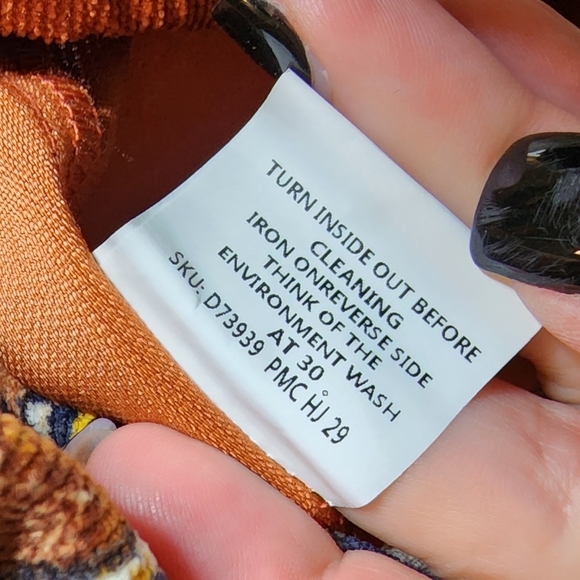 TURN INSIDE OUT BEFORE
CLEANING
IRON ONREVERSE SIDE
THINK OF THE
ENVIRONMENT WASH
AT 30°
SKU: D73939 PMC HJ 29